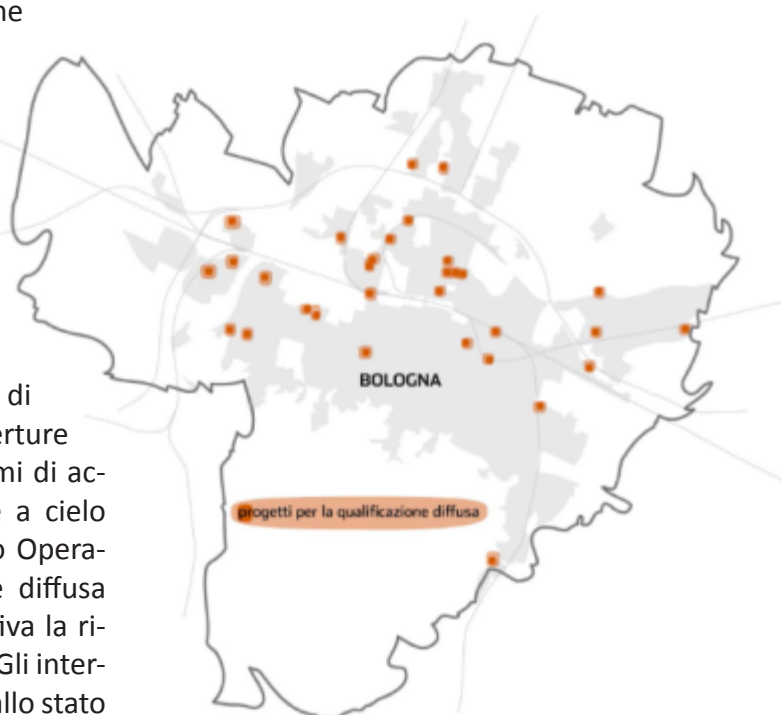 ne
BOLOGNA
progetti per la qualificazione diffusa
di
erture
mi di ac-
e a cielo
o Opera-
e diffusa
iva la ri-
Gli inter-
allo stato